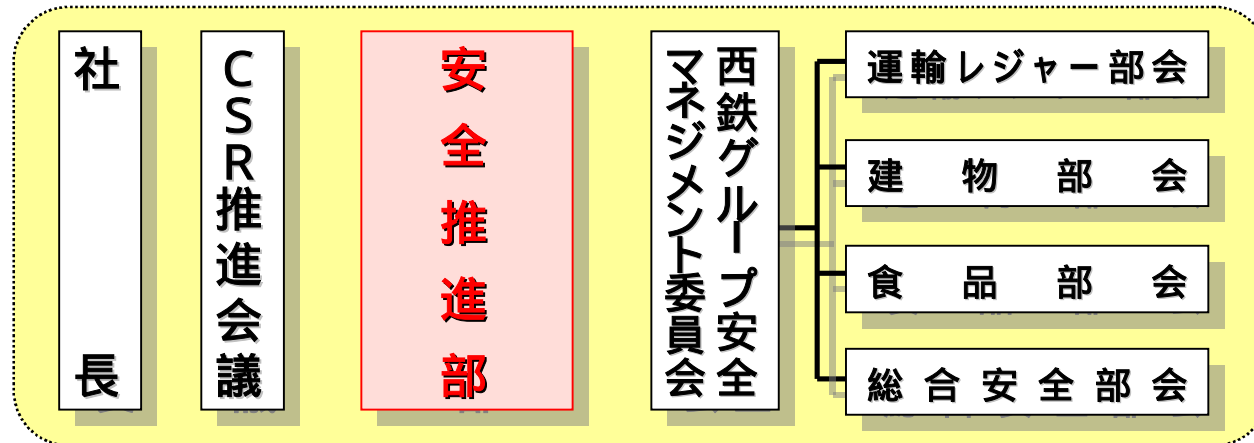 社長
CSR推進会議
安全推進部
西鉄グループ安全
マネジメント委員会
運輸レジャー部会
建物部会
食品部会
総合安全部会